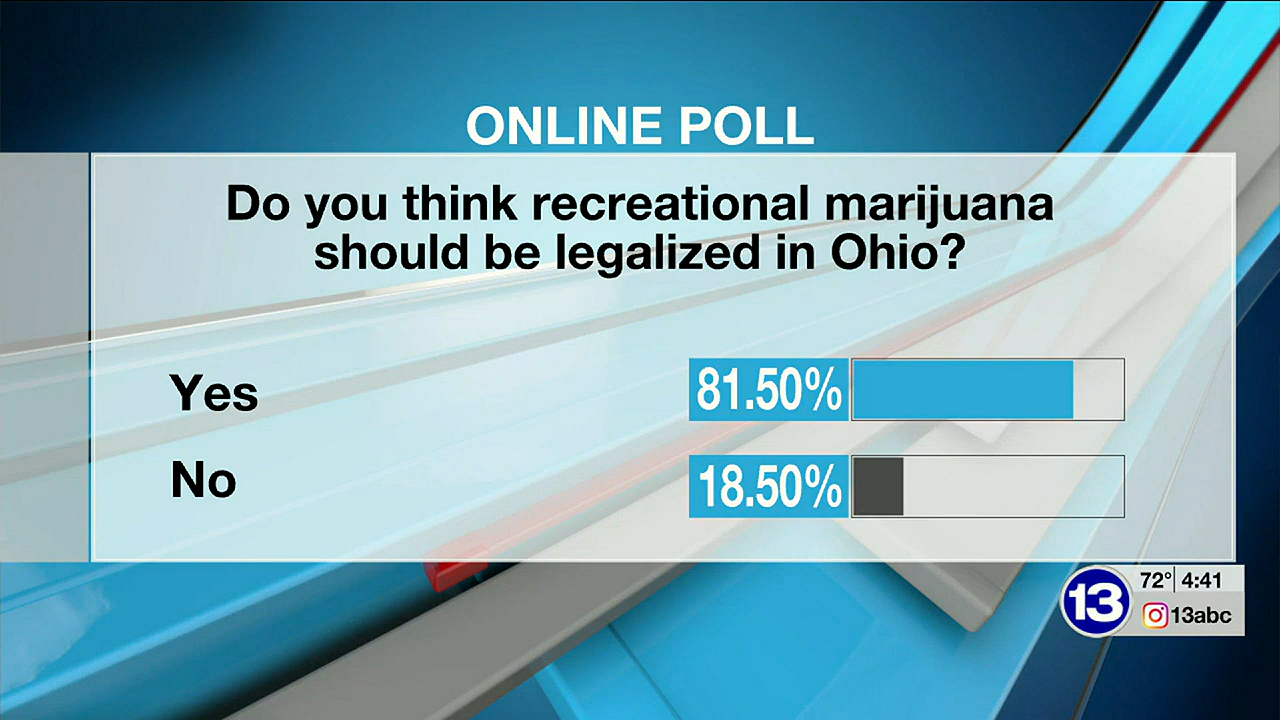 ONLINE POLL
Do you think recreational marijuana
should be legalized in Ohio?
Yes 81.50%
No 18.50%
13 72° 4:41
13abc